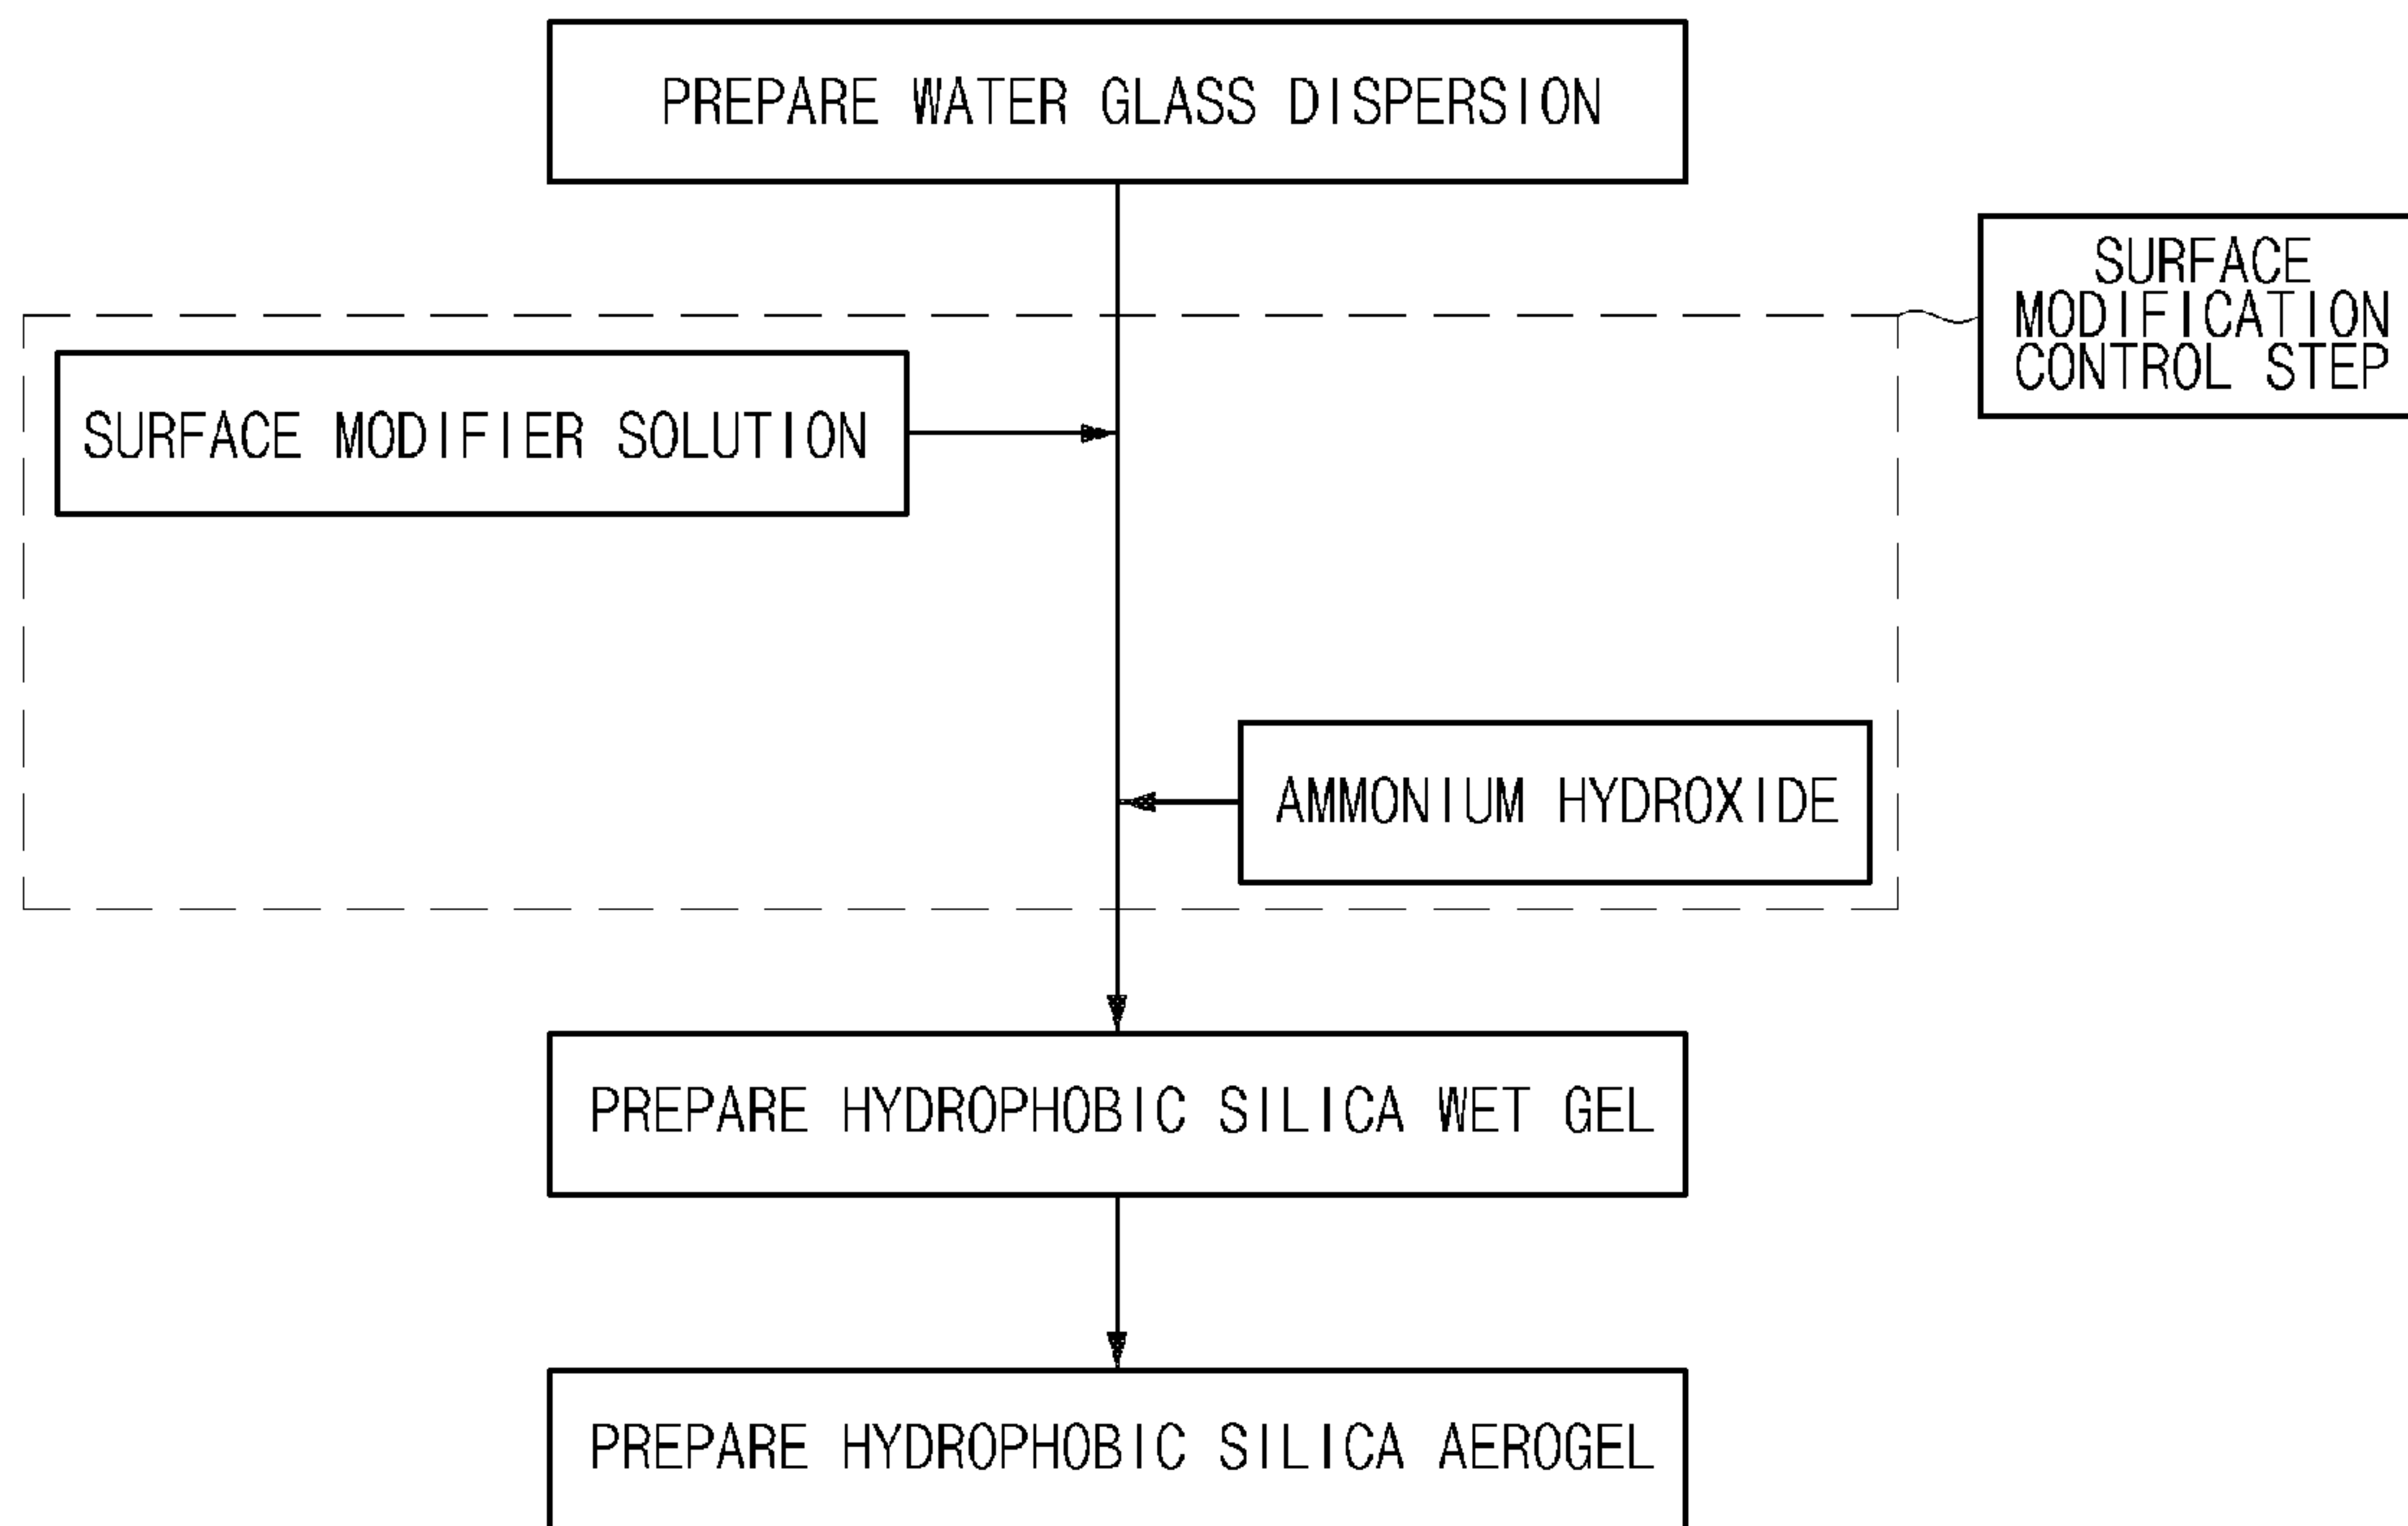 PREPARE WATER GLASS DISPERSION
SURFACE
MODIFICATION
CONTROL STEP
SURFACE MODIFIER SOLUTION
AMMONIUM HYDROXIDE
PREPARE HYDROPHOBIC SILICA WET GEL
PREPARE HYDROPHOBIC SILICA AEROGEL